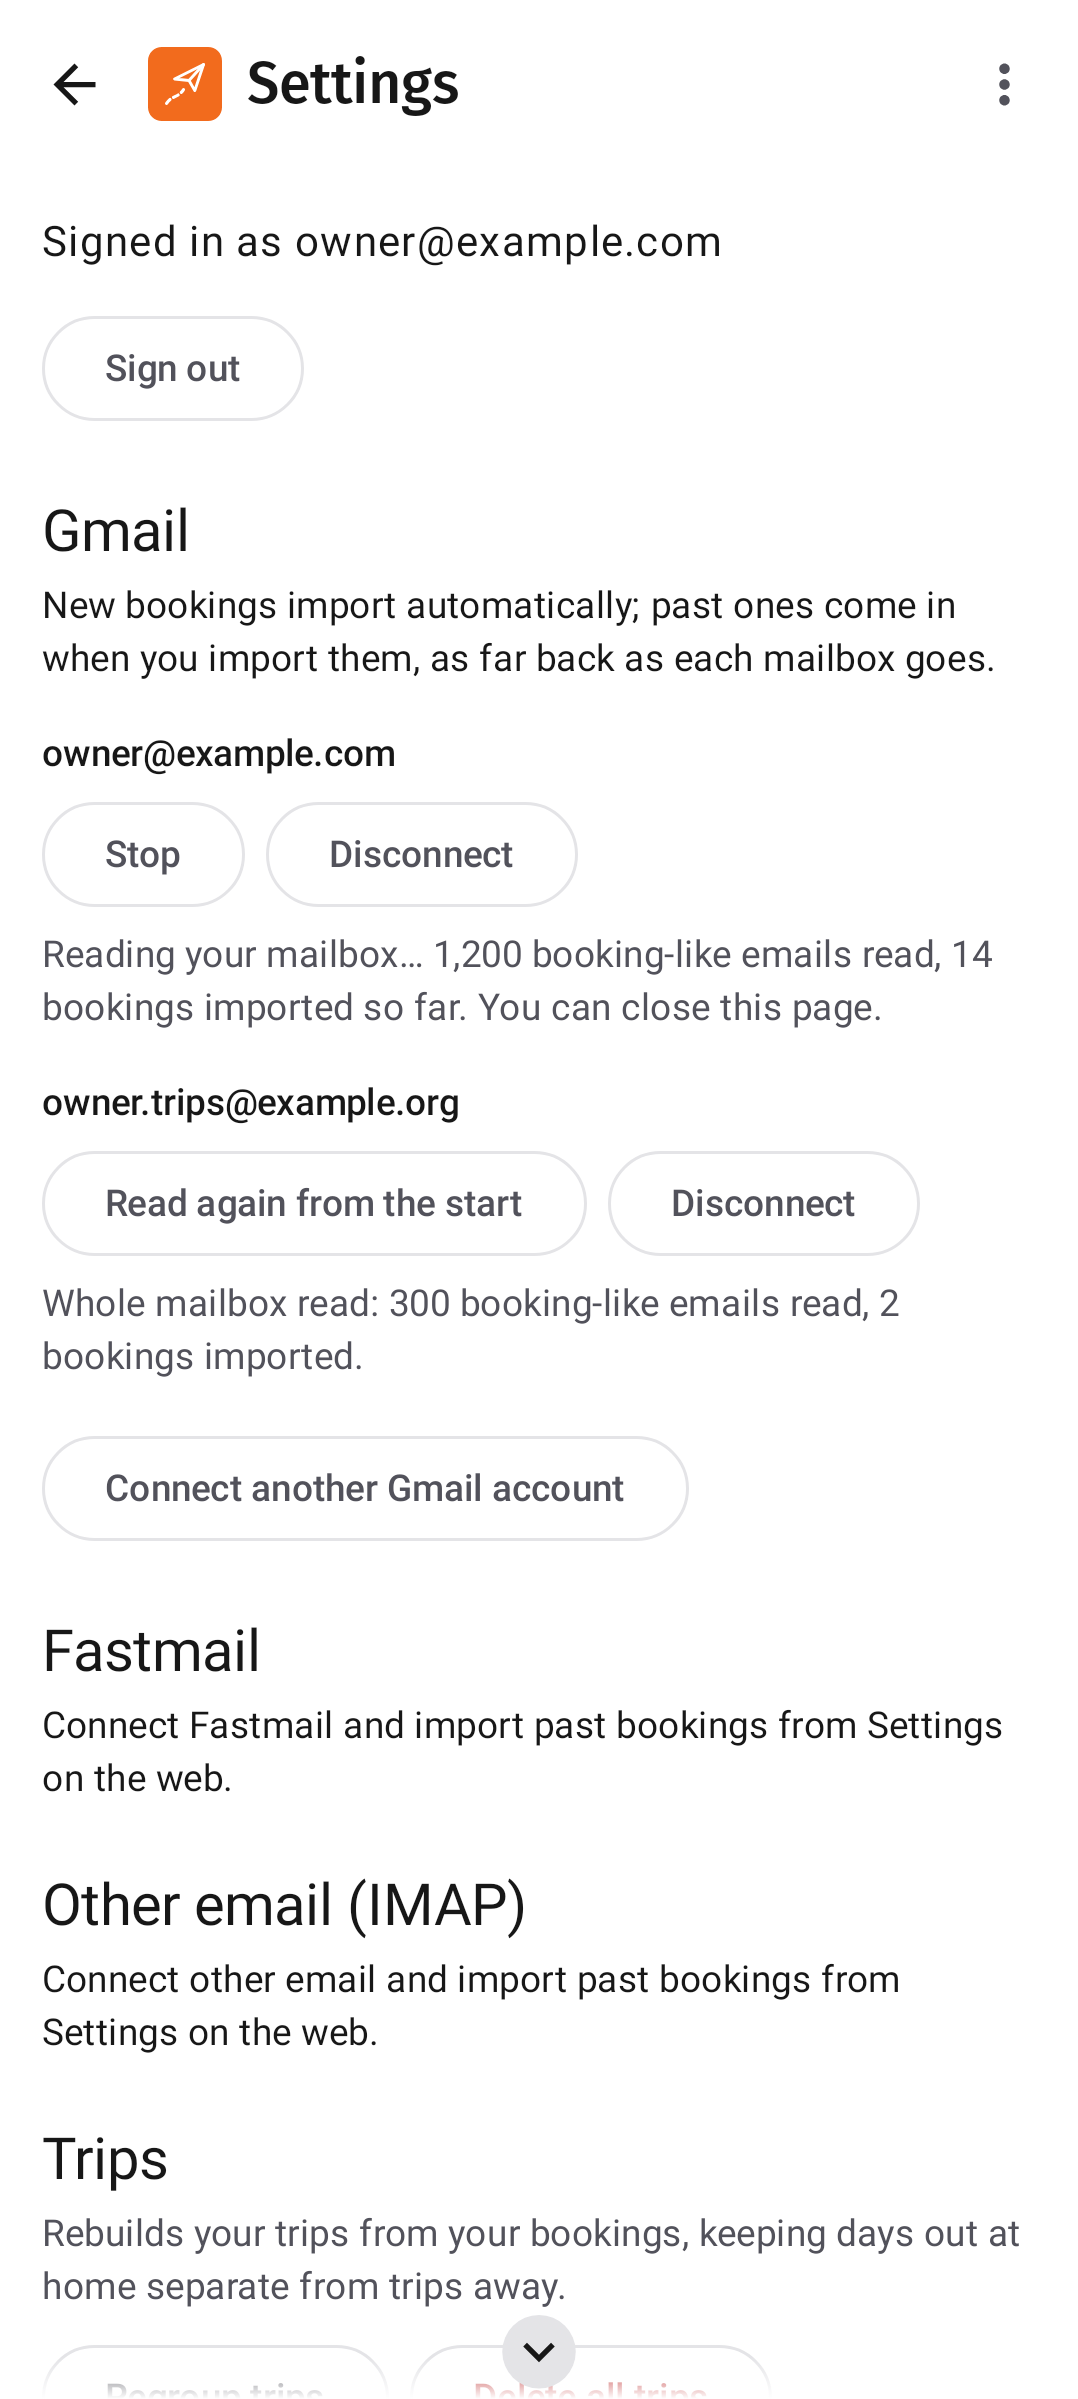 Settings
Signed in as owner@example.com
Sign out
Gmail
New bookings import automatically; past ones come in
when you import them, as far back as each mailbox goes.
owner@example.com
Stop
Disconnect
Reading your mailbox… 1,200 booking-like emails read, 14
bookings imported so far. You can close this page.
owner.trips@example.org
Read again from the start
Disconnect
Whole mailbox read: 300 booking-like emails read, 2
bookings imported.
Connect another Gmail account
Fastmail
Connect Fastmail and import past bookings from Settings
on the web.
Other email (IMAP)
Connect other email and import past bookings from
Settings on the web.
Trips
Rebuilds your trips from your bookings, keeping days out at
home separate from trips away.
Regroup trips
Delete all trips